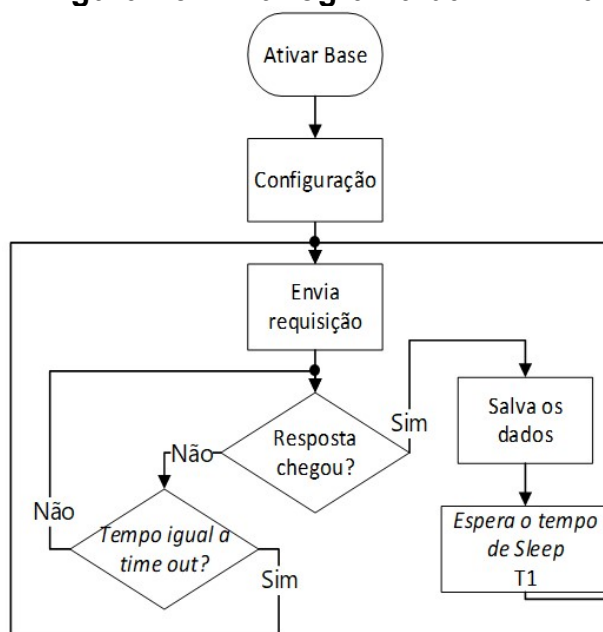 Ativar Base
Configuração
Envia
requisição
Resposta
chegou?
Sim
Salva os
dados
Não
Tempo igual a
time out?
Não
Sim
Espera o tempo
de Sleep
T1